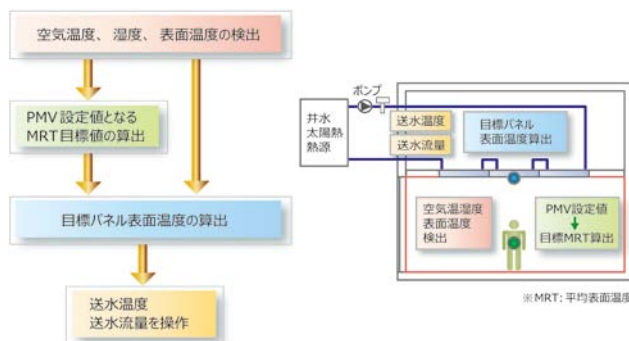 空気温度、湿度、表面温度の検出
PMV設定値となる
MRT目標値の算出
目標パネル表面温度の算出
送水温度
送水流量を操作
ポンプ
井水
太陽熱
熱源
送水温度
送水流量
目標パネル
表面温度算出
空気温湿度
表面温度
検出
PMV設定値
目標MRT算出
※MRT: 平均表面温度